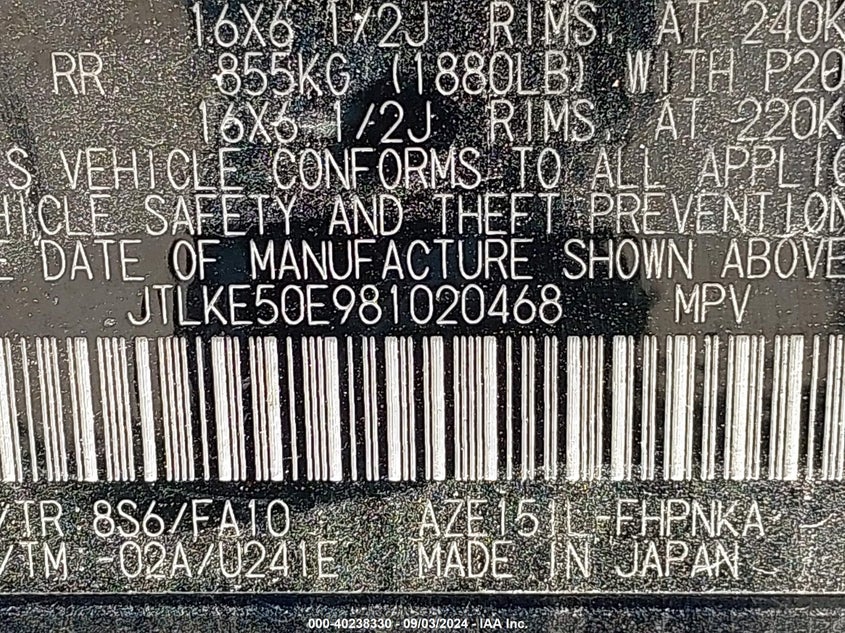 16X6 1/2J RIMS, AT 240K
RR 855KG (1880LB) WITH P20
16X6 1/2J RIMS, AT 220K
S VEHICLE CONFORMS TO ALL APPLIC
HICLE SAFETY AND THEFT PREVENTION
E DATE OF MANUFACTURE SHOWN ABOVE
JTLKE50E981020468 MPV
/TR: 8S6/FA10 AZE151L-FHPNKA
/TM: -02A/U241E MADE IN JAPAN
000-40238330 - 09/03/2024 - IAA Inc.